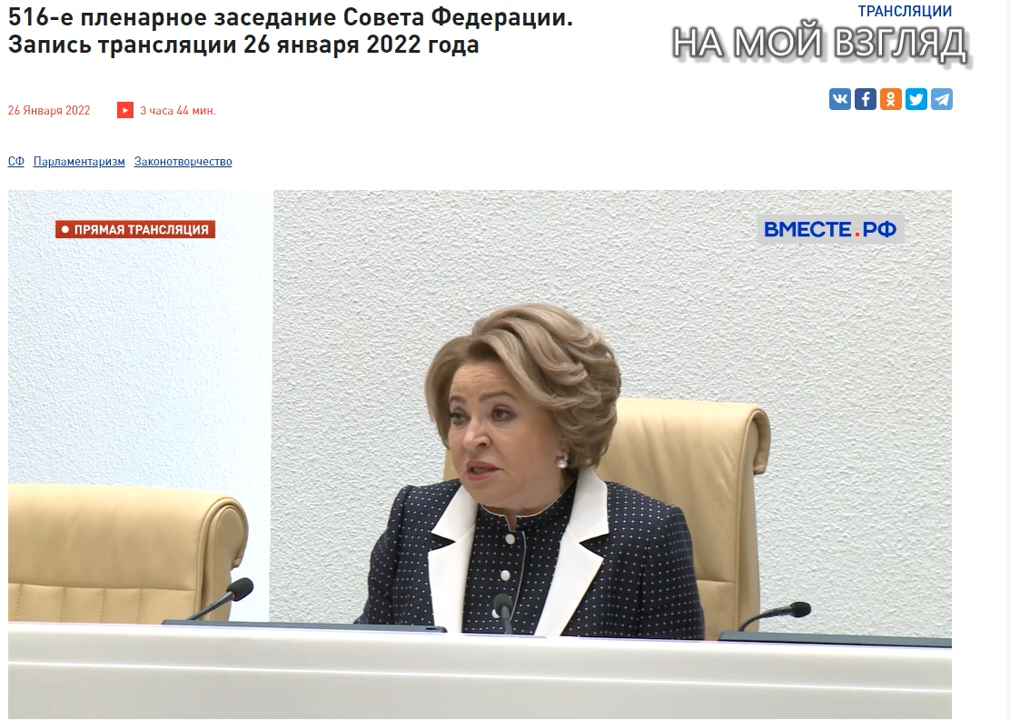 516-е пленарное заседание Совета Федерации.
Запись трансляции 26 января 2022 года
ТРАНСЛЯЦИИ
НА МОЙ ВЗГЛЯД
26 Января 2022
3 часа 44 мин.
СФ Парламентаризм Законотворчество
ПРЯМАЯ ТРАНСЛЯЦИЯ
ВМЕСТЕ.РФ